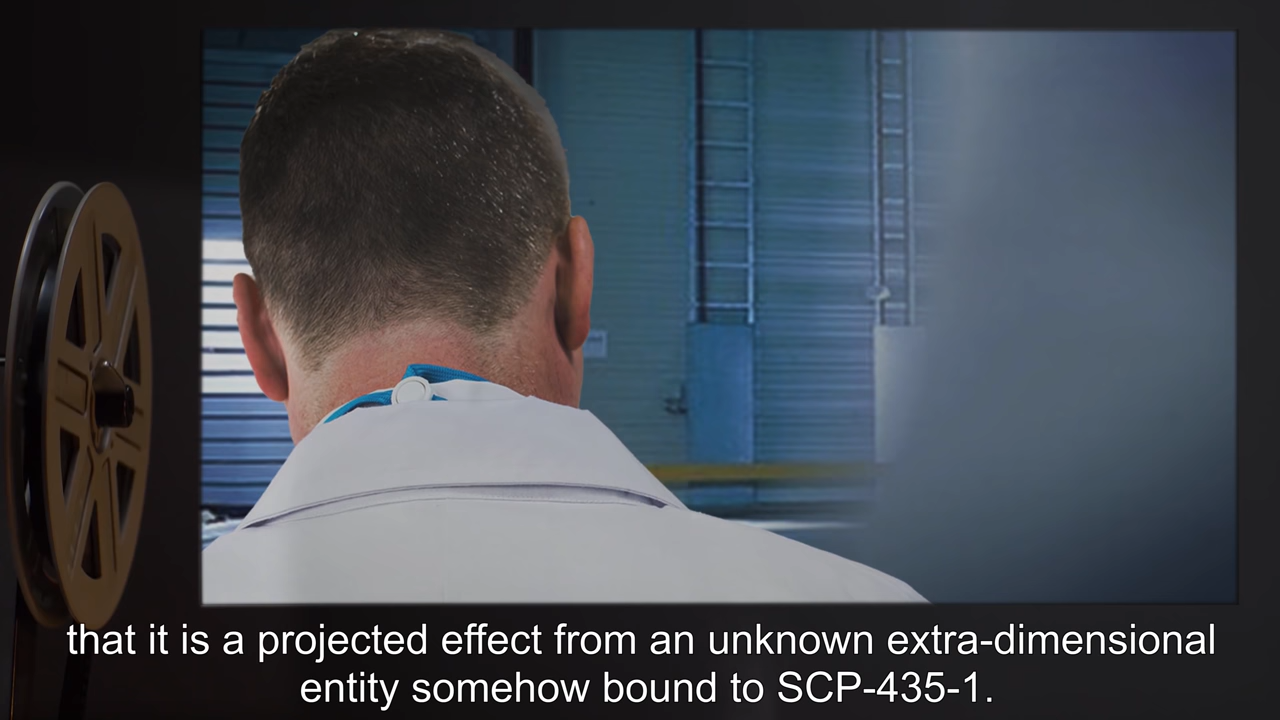 that it is a projected effect from an unknown extra-dimensional
entity somehow bound to SCP-435-1.